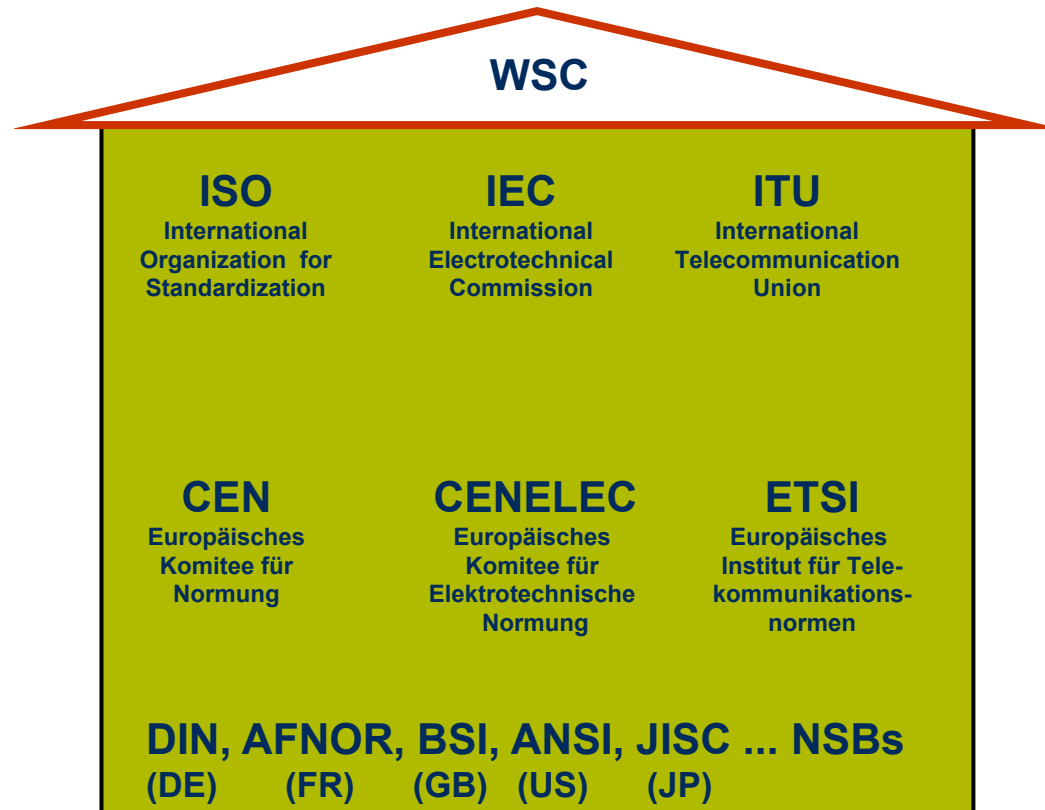 WSC
ISO
International
Organization for
Standardization
IEC
International
Electrotechnical
Commission
ITU
International
Telecommunication
Union
CEN
Europäisches
Komitee für
Normung
CENELEC
Europäisches
Komitee für
Elektrotechnische
Normung
ETSI
Europäisches
Institut für Tele-
kommunikations-
normen
DIN, AFNOR, BSI, ANSI, JISC ... NSBs
(DE) (FR) (GB) (US) (JP)